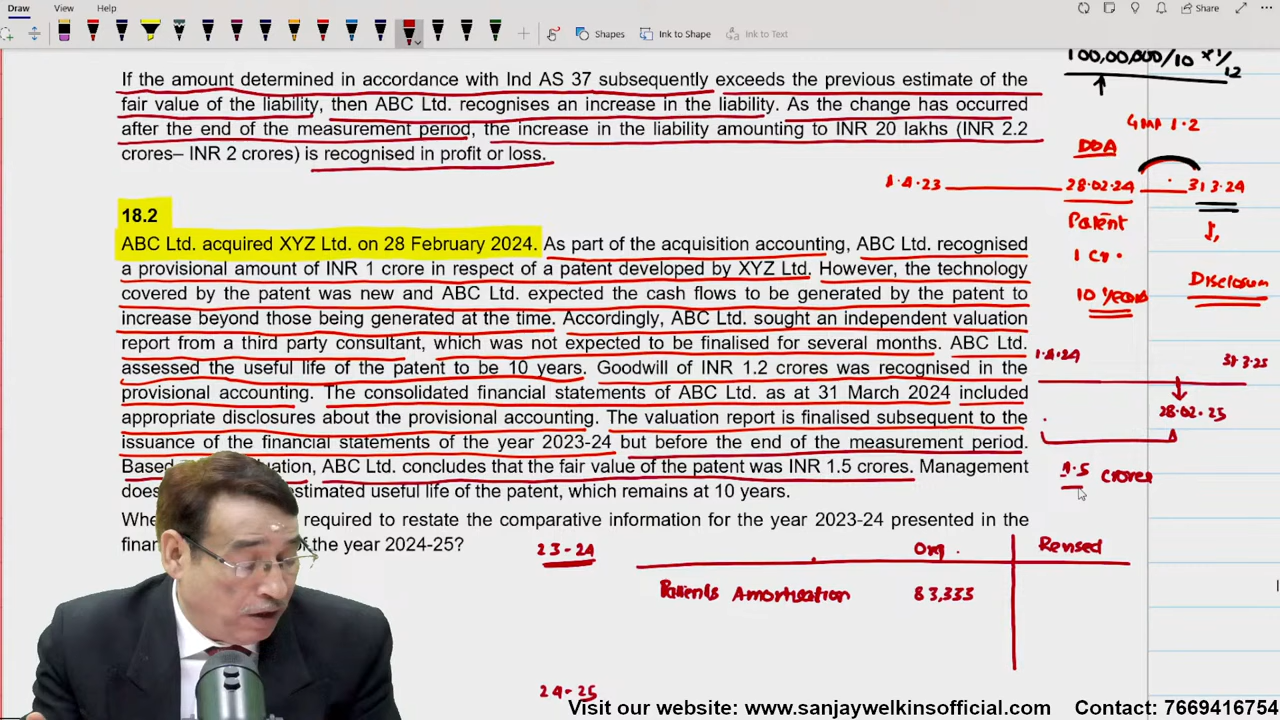 Draw View Help Share
Shapes Ink to Shape Ink to Text
If the amount determined in accordance with Ind AS 37 subsequently exceeds the previous estimate of the
fair value of the liability, then ABC Ltd. recognises an increase in the liability. As the change has occurred
after the end of the measurement period, the increase in the liability amounting to INR 20 lakhs (INR 2.2
crores– INR 2 crores) is recognised in profit or loss.
100,00,000/10 x 1/12
DOA
1.4.23 28.02.24 31.3.24
Patent
1 cr.
10 years
Disclosure
18.2
ABC Ltd. acquired XYZ Ltd. on 28 February 2024. As part of the acquisition accounting, ABC Ltd. recognised
a provisional amount of INR 1 crore in respect of a patent developed by XYZ Ltd. However, the technology
covered by the patent was new and ABC Ltd. expected the cash flows to be generated by the patent to
increase beyond those being generated at the time. Accordingly, ABC Ltd. sought an independent valuation
report from a third party consultant, which was not expected to be finalised for several months. ABC Ltd.
assessed the useful life of the patent to be 10 years. Goodwill of INR 1.2 crores was recognised in the
provisional accounting. The consolidated financial statements of ABC Ltd. as at 31 March 2024 included
appropriate disclosures about the provisional accounting. The valuation report is finalised subsequent to the
issuance of the financial statements of the year 2023-24 but before the end of the measurement period.
Based ABC Ltd. concludes that the fair value of the patent was INR 1.5 crores. Management
does estimated useful life of the patent, which remains at 10 years.
1.4.24 31.3.25
28.02.25
1.5 crores
required to restate the comparative information for the year 2023-24 presented in the
of the year 2024-25?
23-24 Org. Revised
Patients Amortisation 83,333
24-25
Visit our website: www.sanjaywelkinsofficial.com Contact: 7669416754